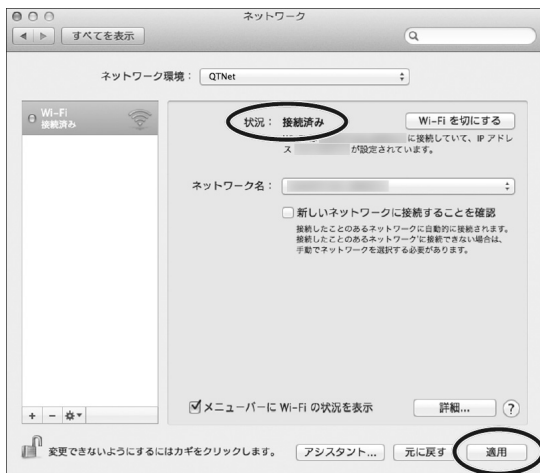 ネットワーク
すべてを表示
ネットワーク環境： QTNet
Wi-Fi
接続済み
状況： 接続済み
Wi-Fi を切にする
に接続していて、IP アドレ
ス が設定されています。
ネットワーク名：
新しいネットワークに接続することを確認
接続したことのあるネットワークに自動的に接続されます。
接続したことのあるネットワークに接続できない場合は、
手動でネットワークを選択する必要があります。
メニューバーに Wi-Fi の状況を表示
詳細... ?
変更できないようにするにはカギをクリックします。
アシスタント... 元に戻す 適用